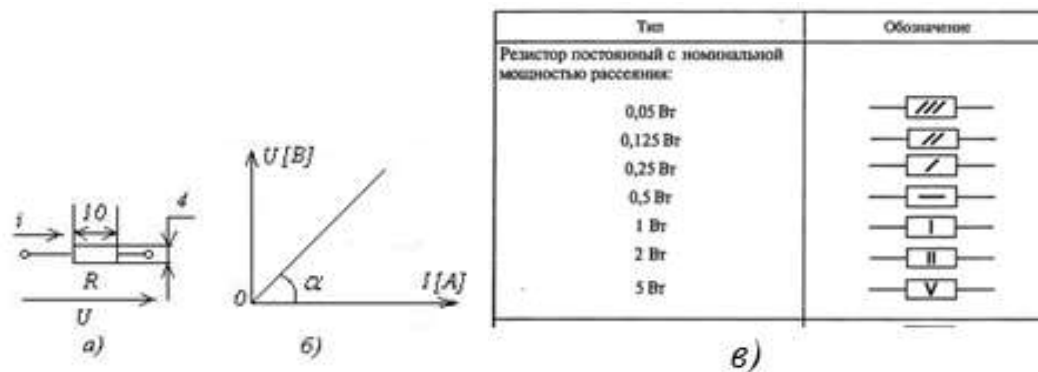 i
10
4
R
U
а)
U[В]
0
α
I[А]
б)
Тип
Обозначение
Резистор постоянный с номинальной
мощностью рассеяния:
0,05 Вт
0,125 Вт
0,25 Вт
0,5 Вт
1 Вт
2 Вт
5 Вт
в)